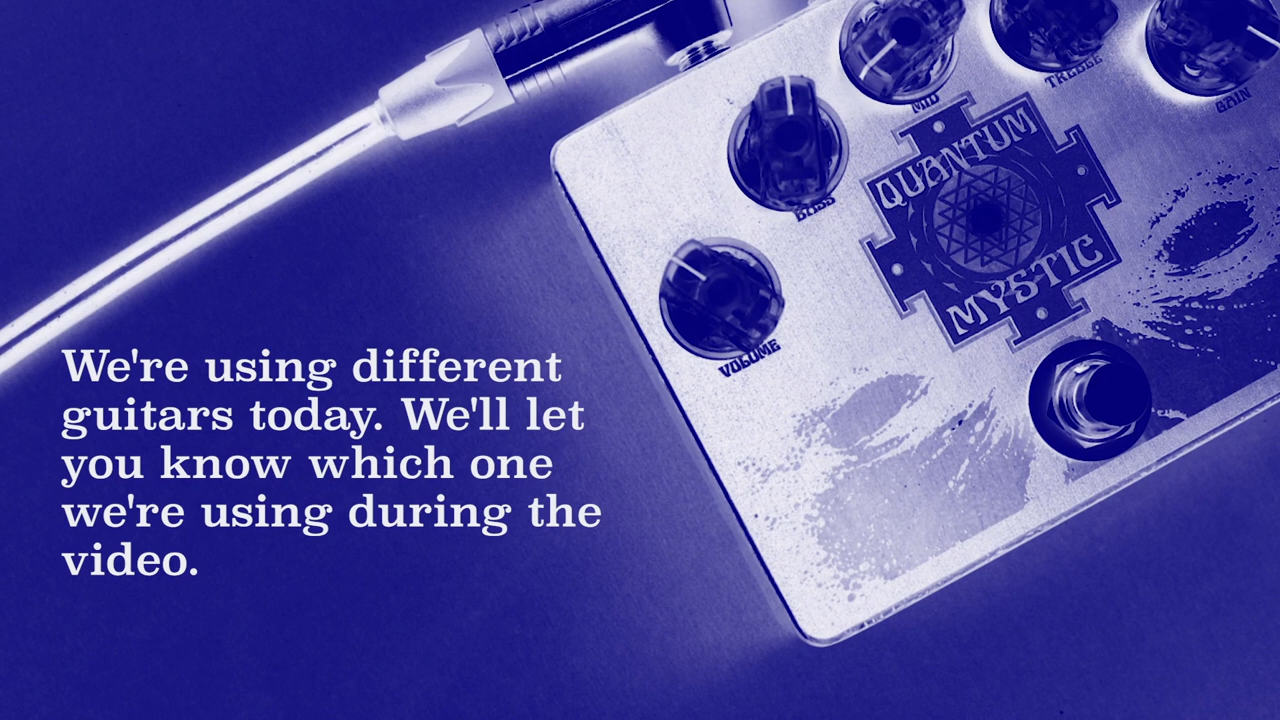 MID
TREBLE
GAIN
BASS
QUANTUM
MYSTIC
VOLUME
We're using different
guitars today. We'll let
you know which one
we're using during the
video.